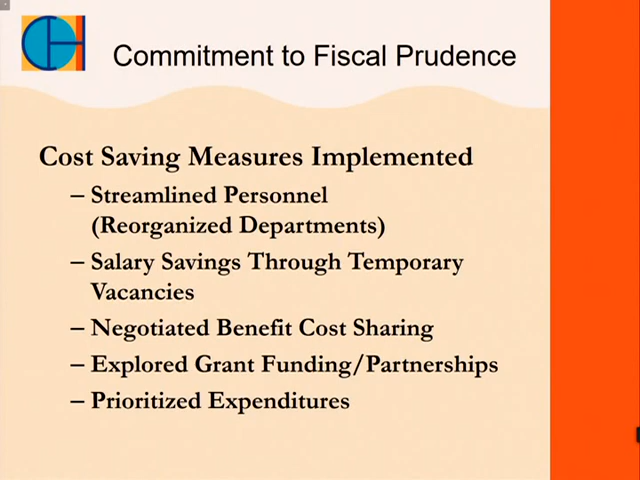 Commitment to Fiscal Prudence
Cost Saving Measures Implemented
– Streamlined Personnel
(Reorganized Departments)
– Salary Savings Through Temporary
Vacancies
– Negotiated Benefit Cost Sharing
– Explored Grant Funding/Partnerships
– Prioritized Expenditures